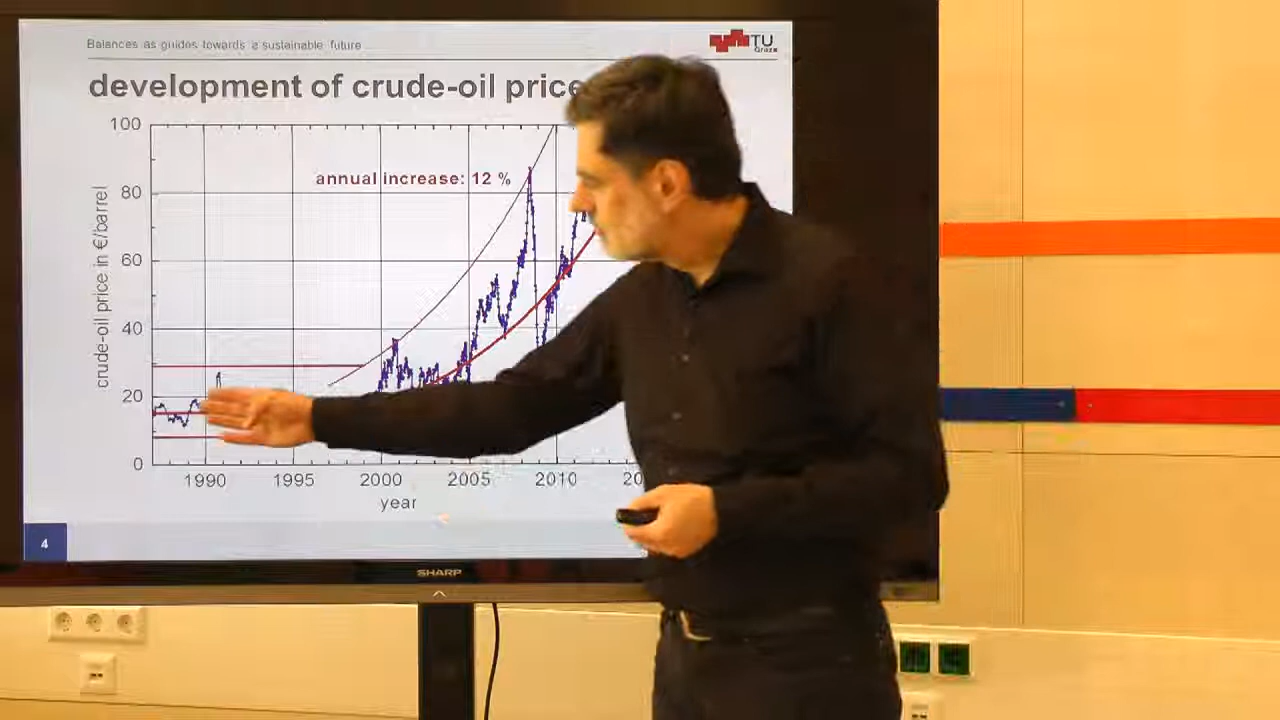 Balances as guides towards a sustainable future
TU
Graz
development of crude-oil price
100
annual increase: 12 %
80
60
40
20
0
crude-oil price in €/barrel
1990 1995 2000 2005 2010 20
year
4
SHARP